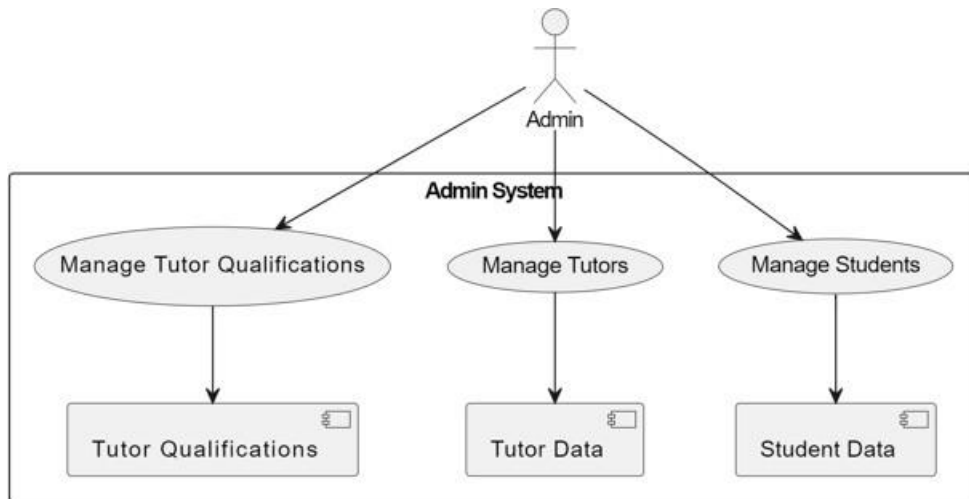 Admin
Admin System
Manage Tutor Qualifications
Manage Tutors
Manage Students
Tutor Qualifications
Tutor Data
Student Data